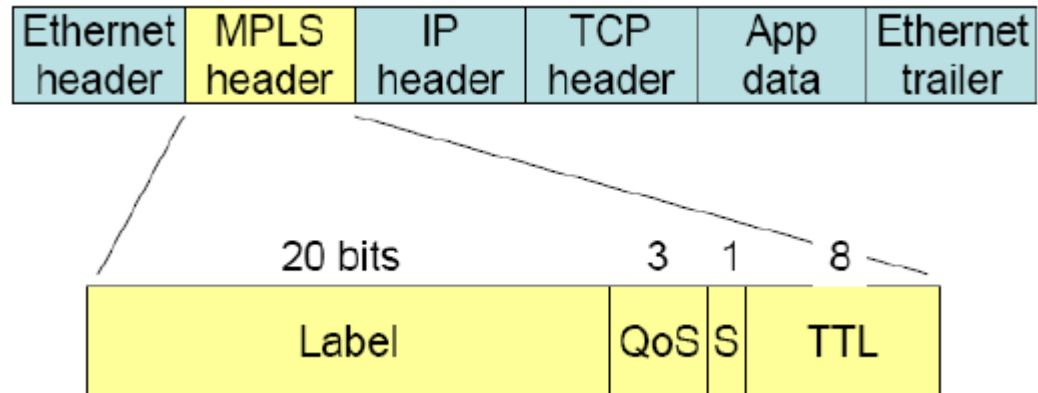 Ethernet header
MPLS header
IP header
TCP header
App data
Ethernet trailer
20 bits 3 1 8
Label QoS S TTL